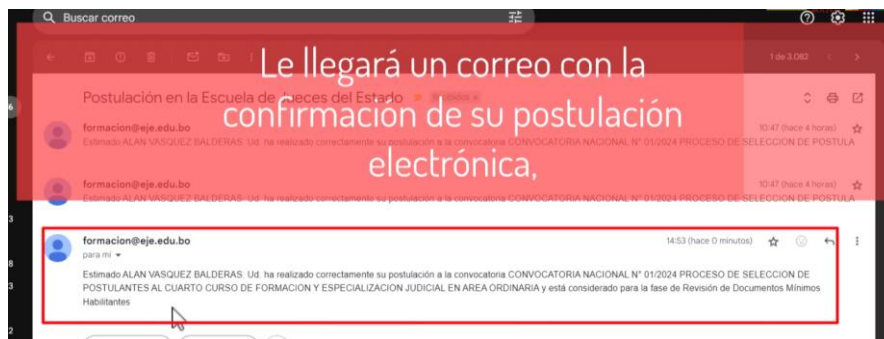 Buscar correo
Le llegará un correo con la
confirmación de su postulación
electrónica,
1 de 3.082
Postulación en la Escuela de Jueces del Estado
formacion@eje.edu.bo
10:47 (hace 4 horas)
Estimado ALAN VASQUEZ BALDERAS: Ud. ha realizado correctamente su postulación a la convocatoria CONVOCATORIA NACIONAL N° 01/2024 PROCESO DE SELECCION DE POSTULA
formacion@eje.edu.bo
10:47 (hace 4 horas)
Estimado ALAN VASQUEZ BALDERAS: Ud. ha realizado correctamente su postulación a la convocatoria CONVOCATORIA NACIONAL N° 01/2024 PROCESO DE SELECCION DE POSTULA
formacion@eje.edu.bo
14:53 (hace 0 minutos)
para mí
Estimado ALAN VASQUEZ BALDERAS: Ud. ha realizado correctamente su postulación a la convocatoria CONVOCATORIA NACIONAL N° 01/2024 PROCESO DE SELECCION DE
POSTULANTES AL CUARTO CURSO DE FORMACION Y ESPECIALIZACION JUDICIAL EN AREA ORDINARIA y está considerado para la fase de Revisión de Documentos Mínimos
Habilitantes